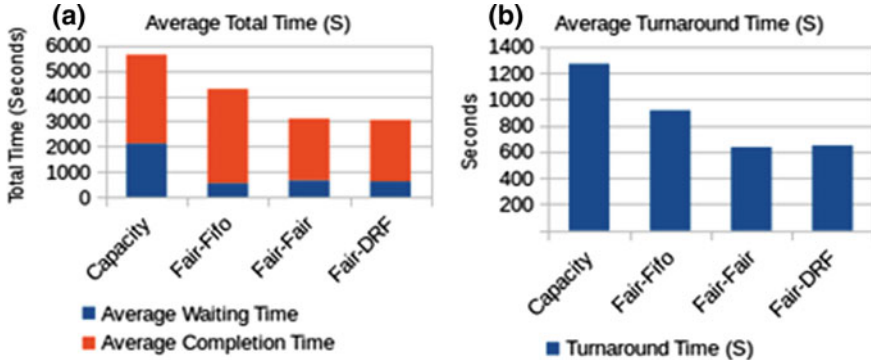 (a)
Average Total Time (S)
Total Time (Seconds)
6000
5000
4000
3000
2000
1000
0
Capacity
Fair-Fifo
Fair-Fair
Fair-DRF
Average Waiting Time
Average Completion Time
(b)
Average Turnaround Time (S)
Seconds
1400
1200
1000
800
600
400
200
Capacity
Fair-Fifo
Fair-Fair
Fair-DRF
Turnaround Time (S)